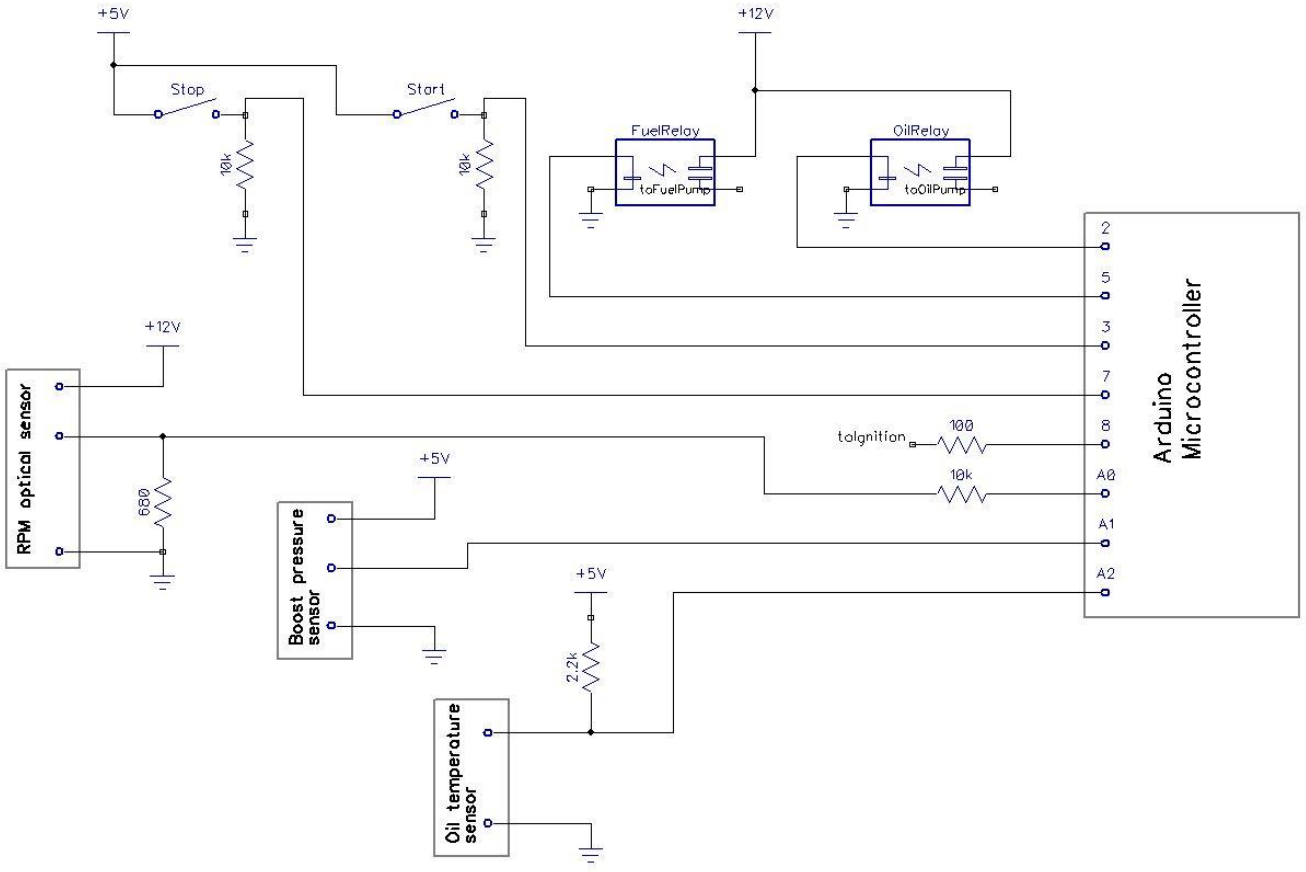 +5V
+12V
Stop
Start
10k
10k
FuelRelay
toFuelPump
OilRelay
toOilPump
2
5
3
7
8
A0
A1
A2
Arduino
Microcontroller
+12V
RPM optical sensor
680
toIgnition
100
10k
+5V
Boost pressure
sensor
+5V
2.2k
Oil temperature
sensor